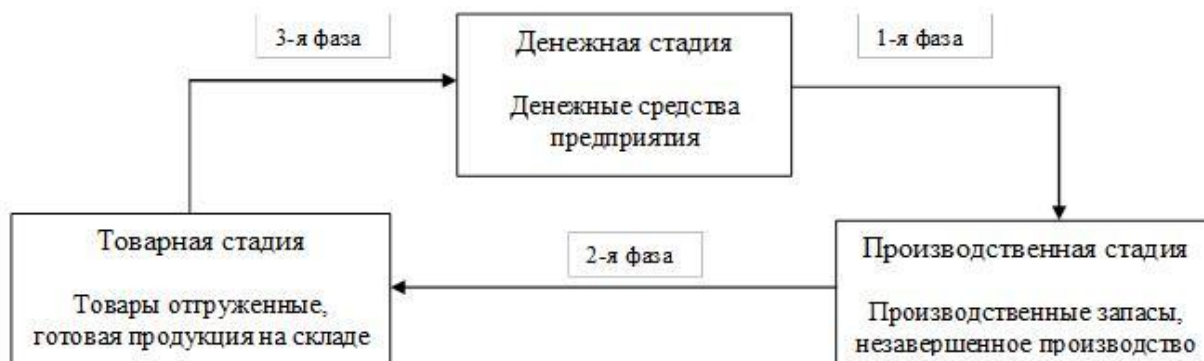 3-я фаза
Денежная стадия
1-я фаза
Денежные средства
предприятия
Товарная стадия
2-я фаза
Производственная стадия
Товары отгруженные,
готовая продукция на складе
Производственные запасы,
незавершенное производство